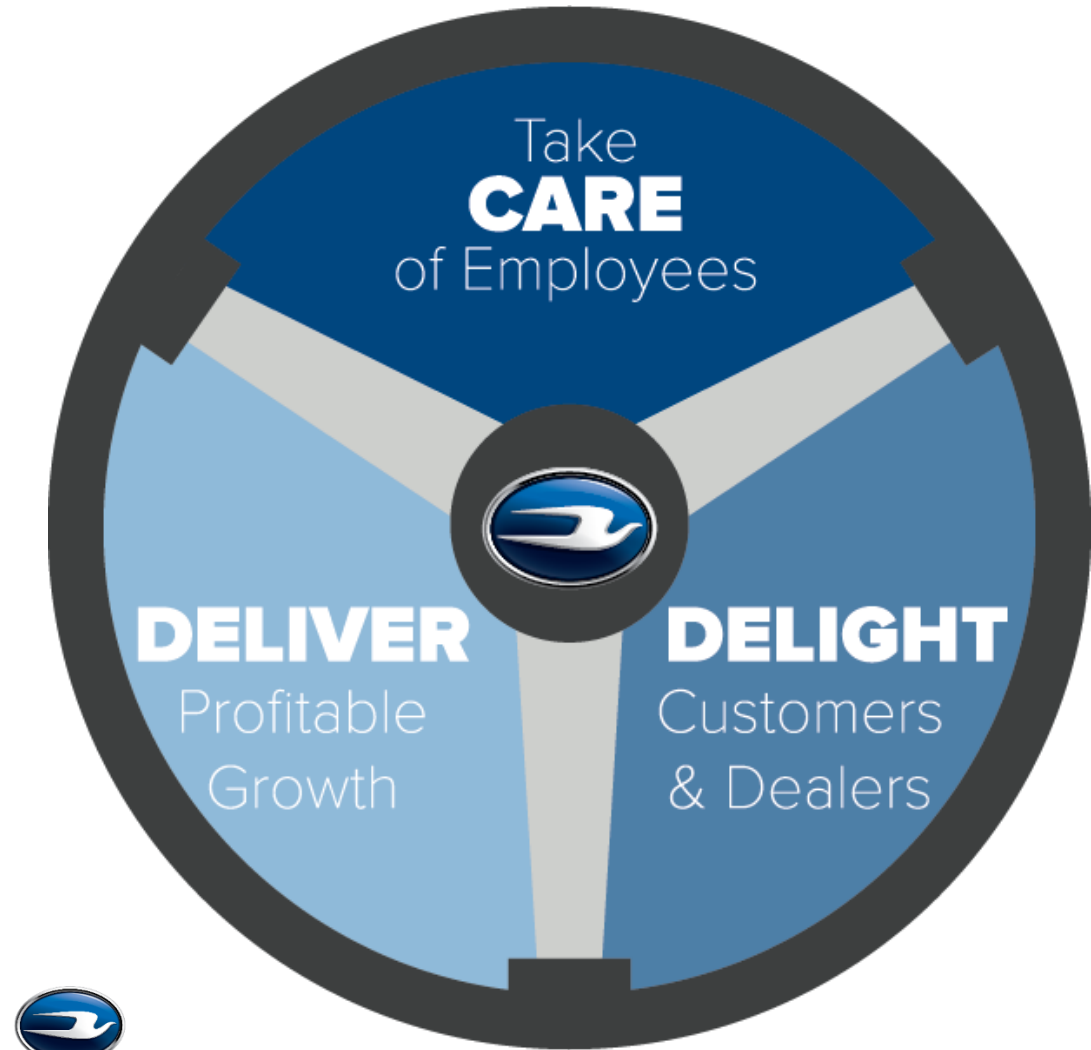 Take
CARE
of Employees
DELIVER
Profitable
Growth
DELIGHT
Customers
& Dealers